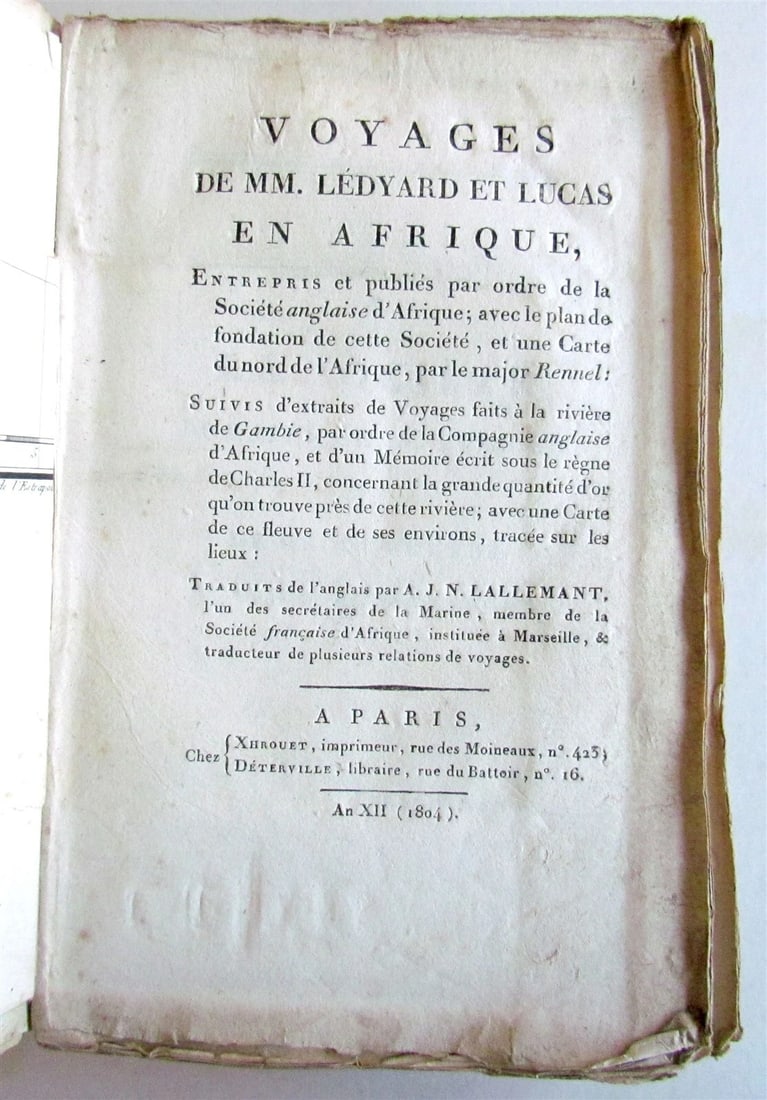 VOYAGES
DE MM. LÉDYARD ET LUCAS
EN AFRIQUE,
ENTREPRIS et publiés par ordre de la
Société anglaise d'Afrique; avec le plan de
fondation de cette Société, et une Carte
du nord de l'Afrique, par le major Rennel:
SUIVIS d'extraits de Voyages faits à la rivière
de Gambie, par ordre de la Compagnie anglaise
d'Afrique, et d'un Mémoire écrit sous le règne
de Charles II, concernant la grande quantité d'or
qu'on trouve près de cette rivière; avec une Carte
de ce fleuve et de ses environs, tracée sur les
lieux:
TRADUITS de l'anglais par A. J. N. LALLEMANT,
l'un des secrétaires de la Marine, membre de la
Société française d'Afrique, instituée à Marseille, &
traducteur de plusieurs relations de voyages.
A PARIS,
Chez { XHROUET, imprimeur, rue des Moineaux, n°. 423;
{ DÉTERVILLE, libraire, rue du Battoir, n°. 16.
An XII (1804).